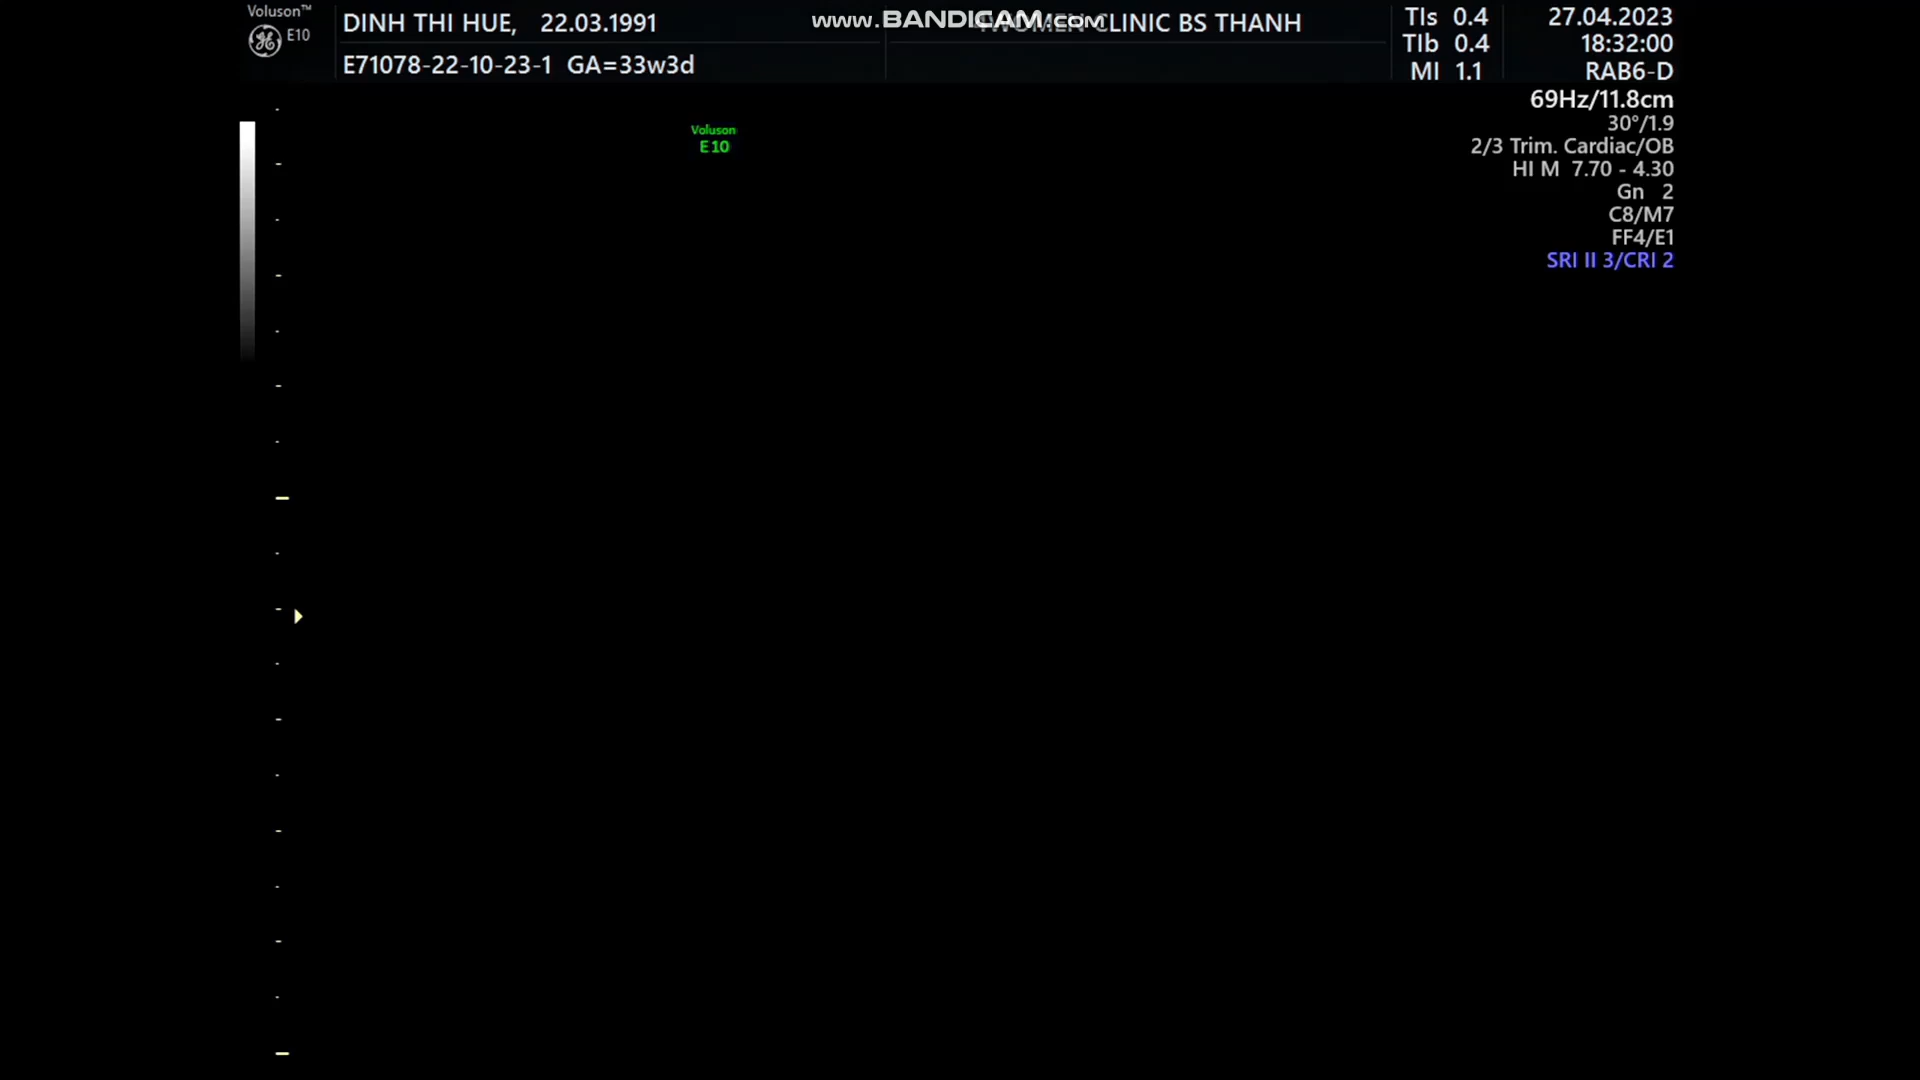 Voluson™
E10
DINH THI HUE, 22.03.1991
E71078-22-10-23-1 GA=33w3d
www.BANDICAM.com
CLINIC BS THANH
TIs 0.4
TIb 0.4
MI 1.1
27.04.2023
18:32:00
RAB6-D
69Hz/11.8cm
30°/1.9
2/3 Trim. Cardiac/OB
HI M 7.70 - 4.30
Gn 2
C8/M7
FF4/E1
SRI II 3/CRI 2
Voluson
E10